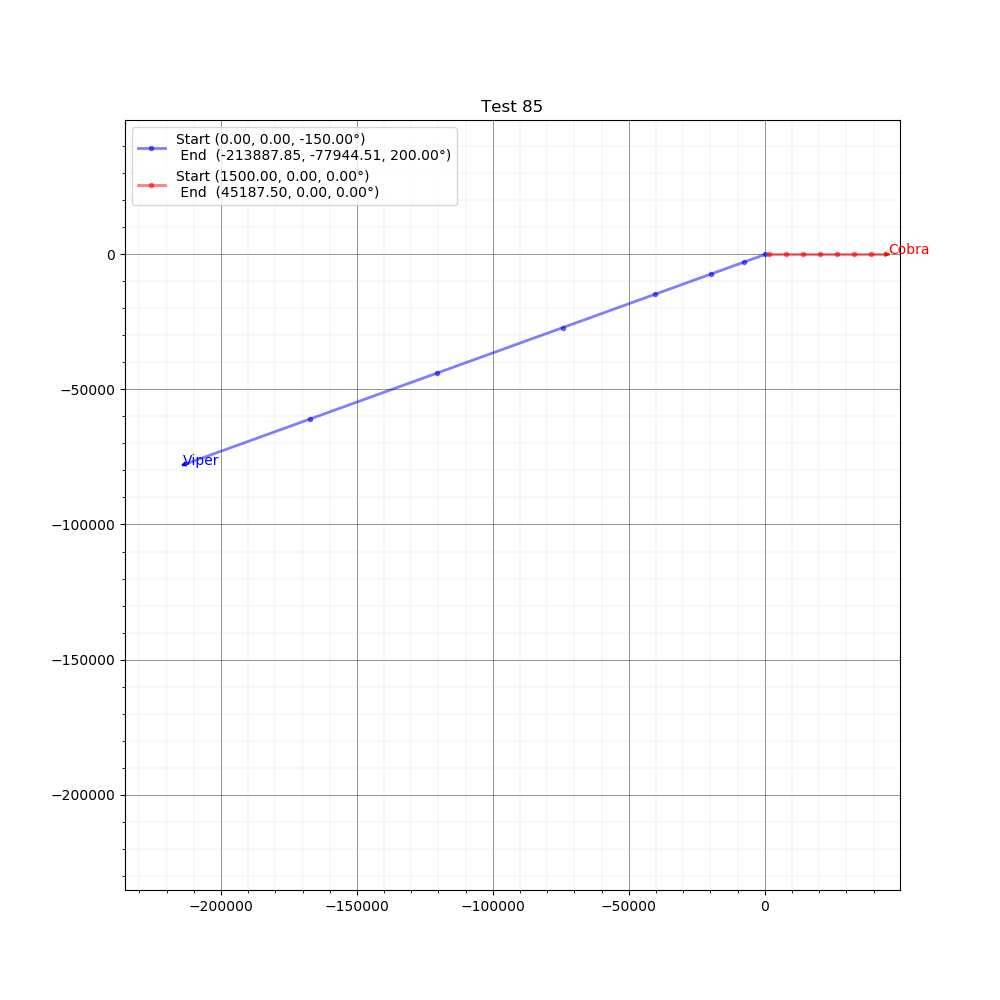 Test 85
Start (0.00, 0.00, -150.00°)
End  (-213887.85, -77944.51, 200.00°)
Start (1500.00, 0.00, 0.00°)
End  (45187.50, 0.00, 0.00°)
0
Cobra
−50000
Viper
−100000
−150000
−200000
−200000
−150000
−100000
−50000
0